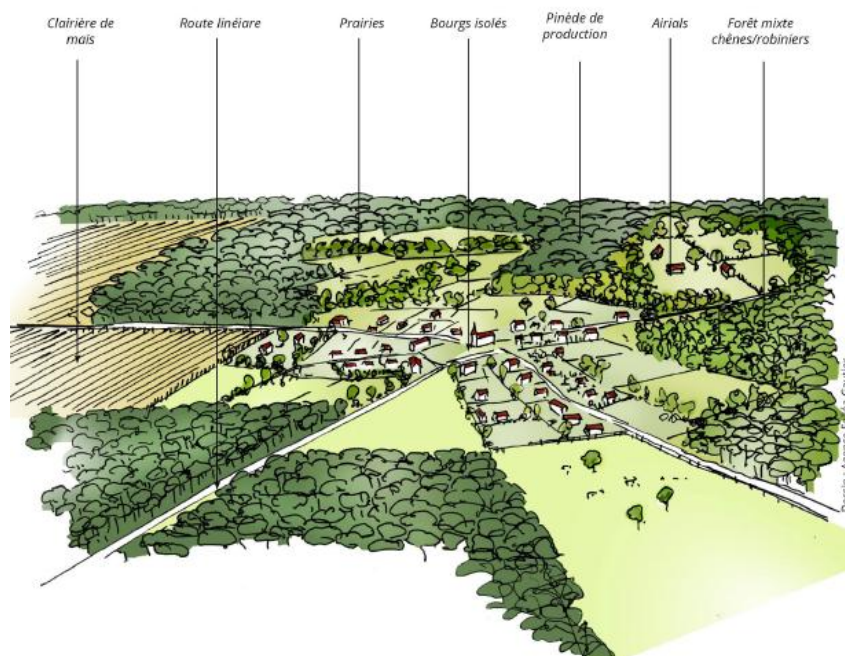 Clairière de
maïs
Route linéiare
Prairies
Bourgs isolés
Pinède de
production
Airials
Forêt mixte
chênes/robiniers